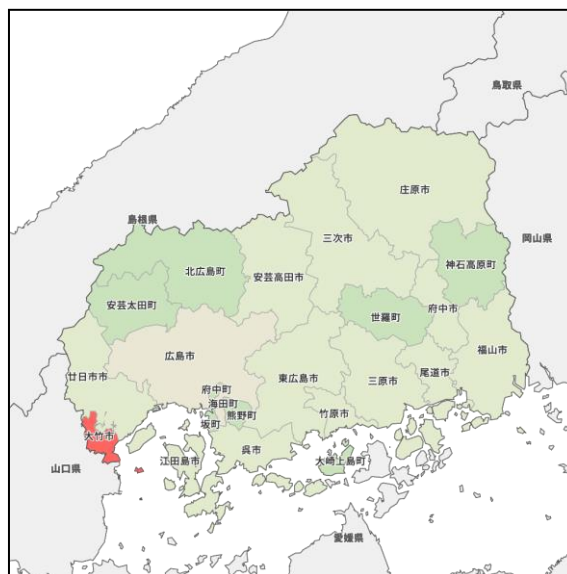 鳥取県
庄原市
島根県
三次市
岡山県
北広島町
安芸高田市
神石高原町
安芸太田町
世羅町
府中市
広島市
福山市
廿日市市
東広島市
三原市
尾道市
府中町
海田町
熊野町
坂町
竹原市
大竹市
呉市
江田島市
大崎上島町
山口県
愛媛県